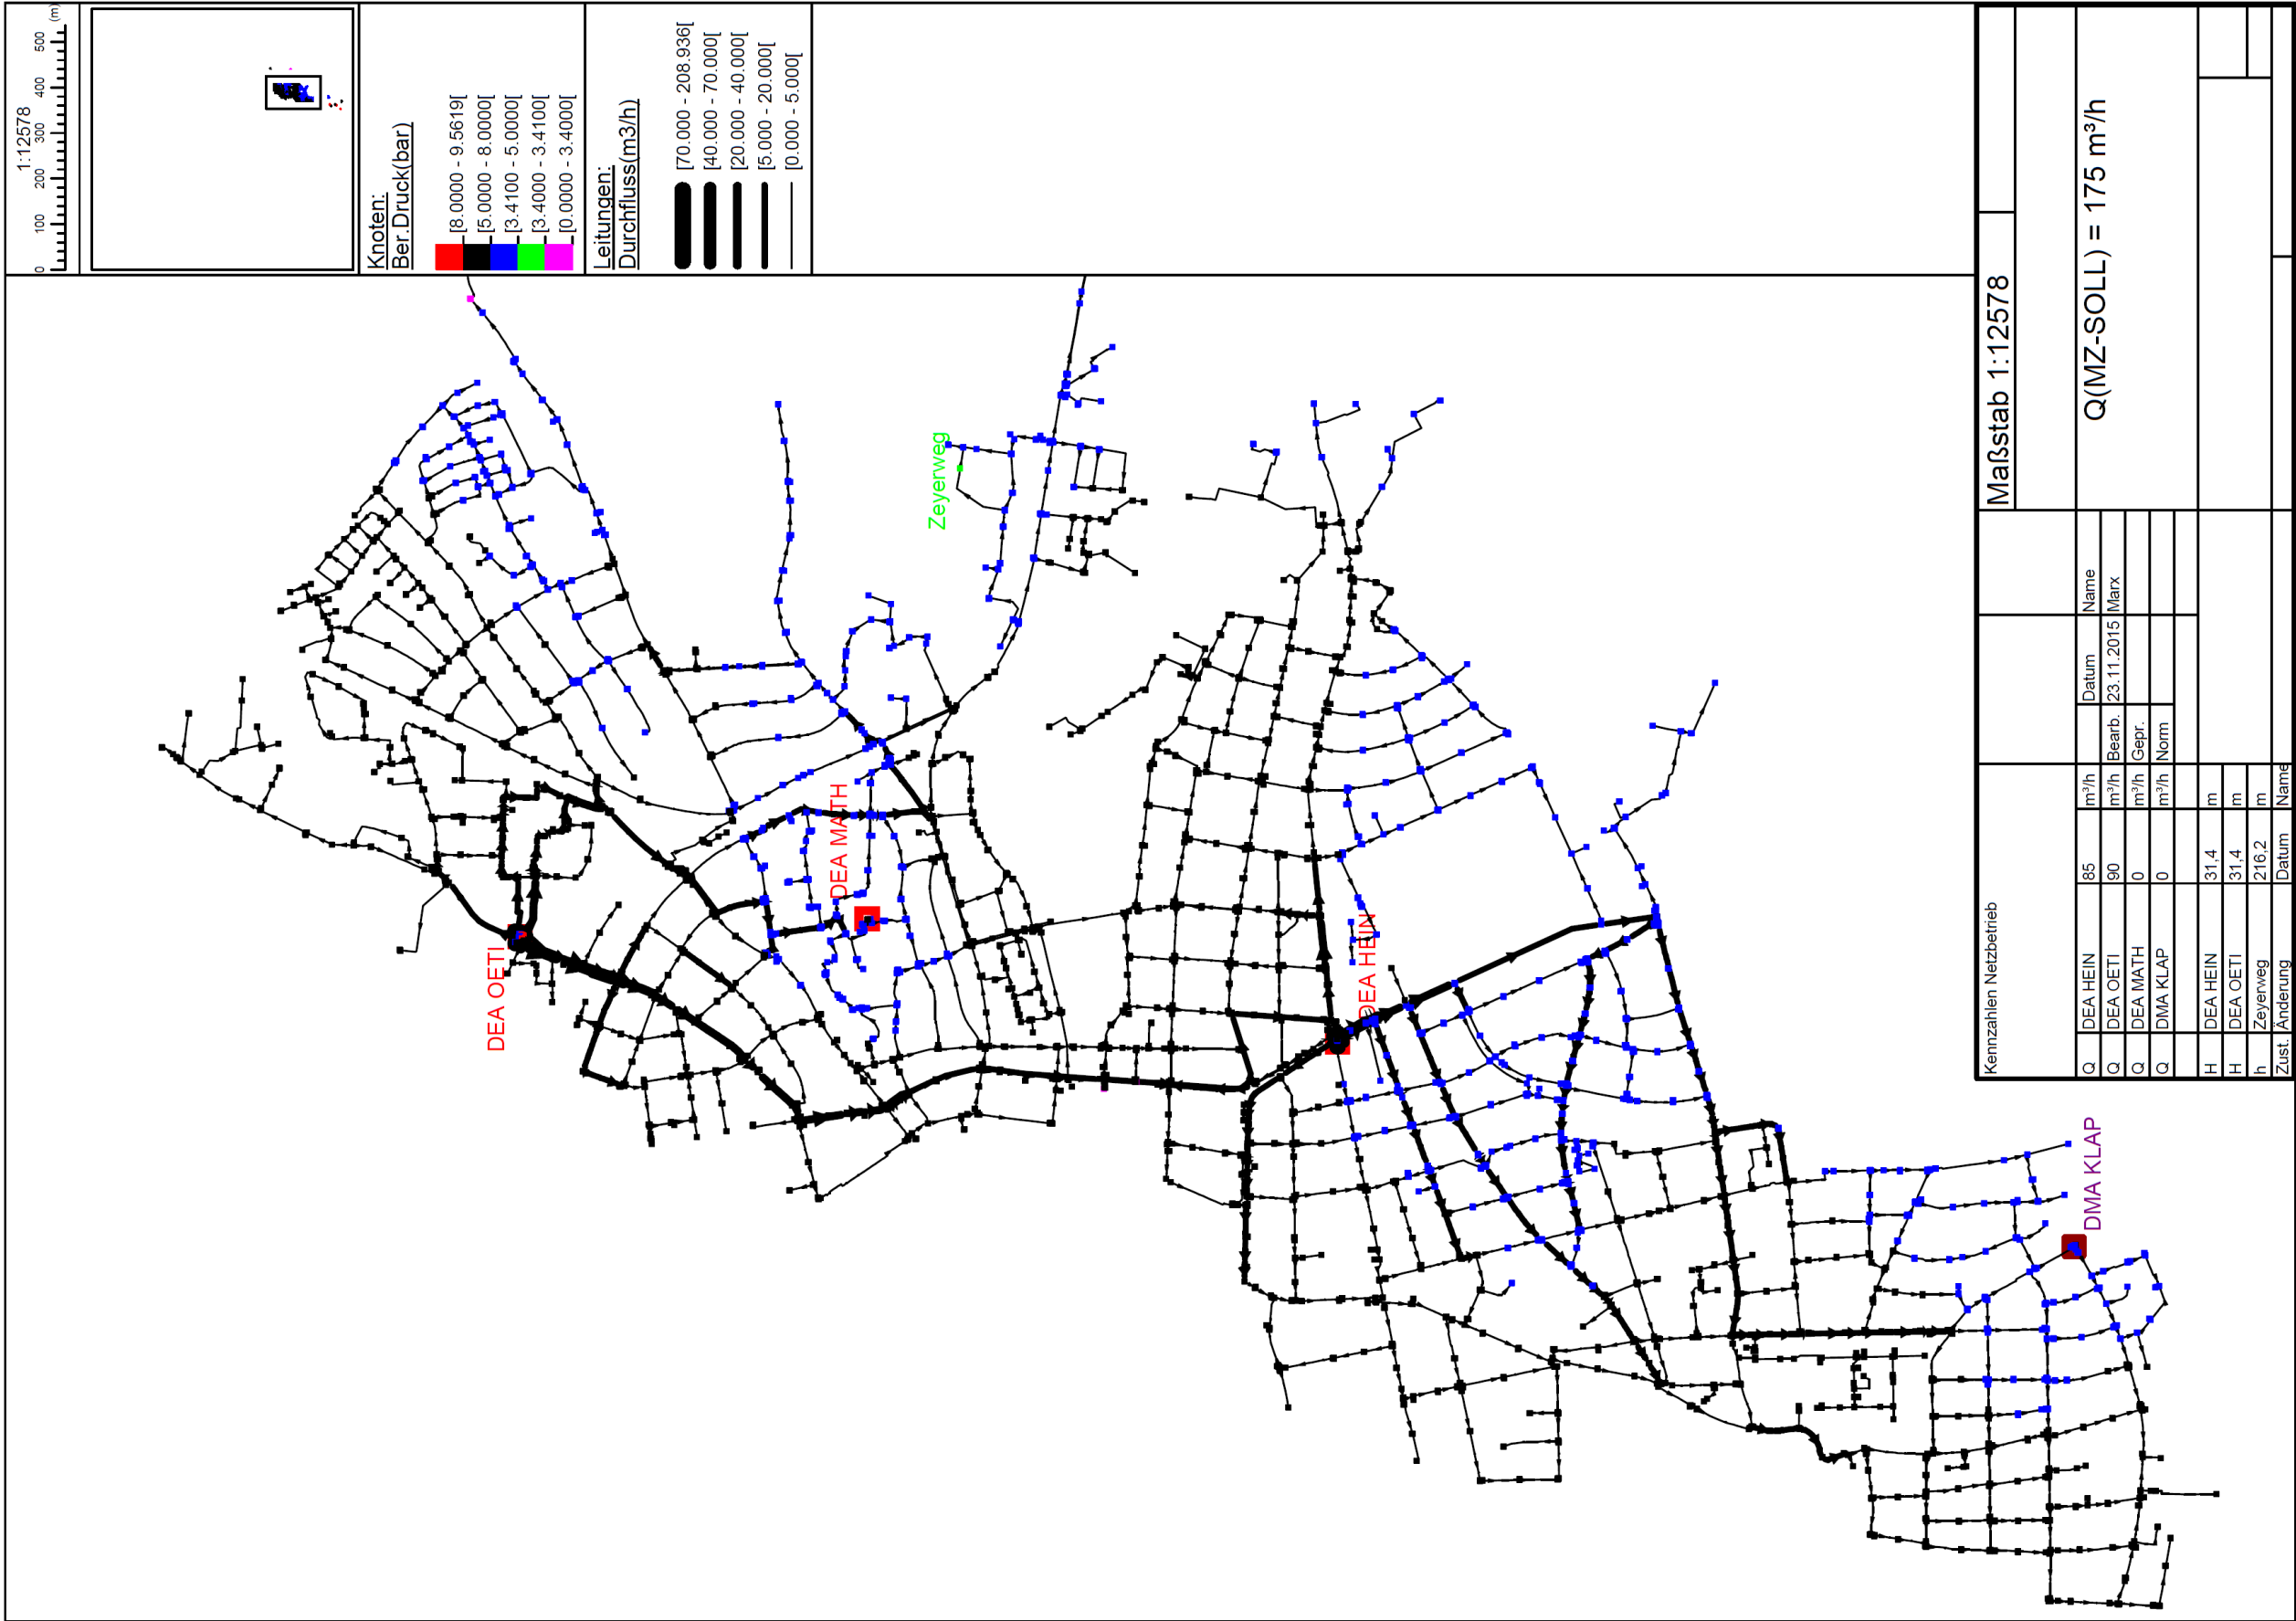 1:12578
0 100 200 300 400 500 (m)
Knoten:
Ber.Druck(bar)
[8.0000 - 9.5619[
[5.0000 - 8.0000[
[3.4100 - 5.0000[
[3.4000 - 3.4100[
[0.0000 - 3.4000[
Leitungen:
Durchfluss(m3/h)
[70.000 - 208.936[
[40.000 - 70.000[
[20.000 - 40.000[
[5.000 - 20.000[
[0.000 - 5.000[
Zeyerweg
DEA MATH
DEA OETI
DEA HEIN
DMA KLAP
Maßstab 1:12578
Q(MZ-SOLL) = 175 m³/h
Kennzahlen Netzbetrieb
Datum Name
Q DEA HEIN 85 m³/h
Q DEA OETI 90 m³/h Bearb. 23.11.2015 Marx
Q DEA MATH 0 m³/h Gepr.
Q DMA KLAP 0 m³/h Norm
H DEA HEIN 31,4 m
H DEA OETI 31,4 m
h Zeyerweg 216,2 m
Zust. Änderung Datum Name